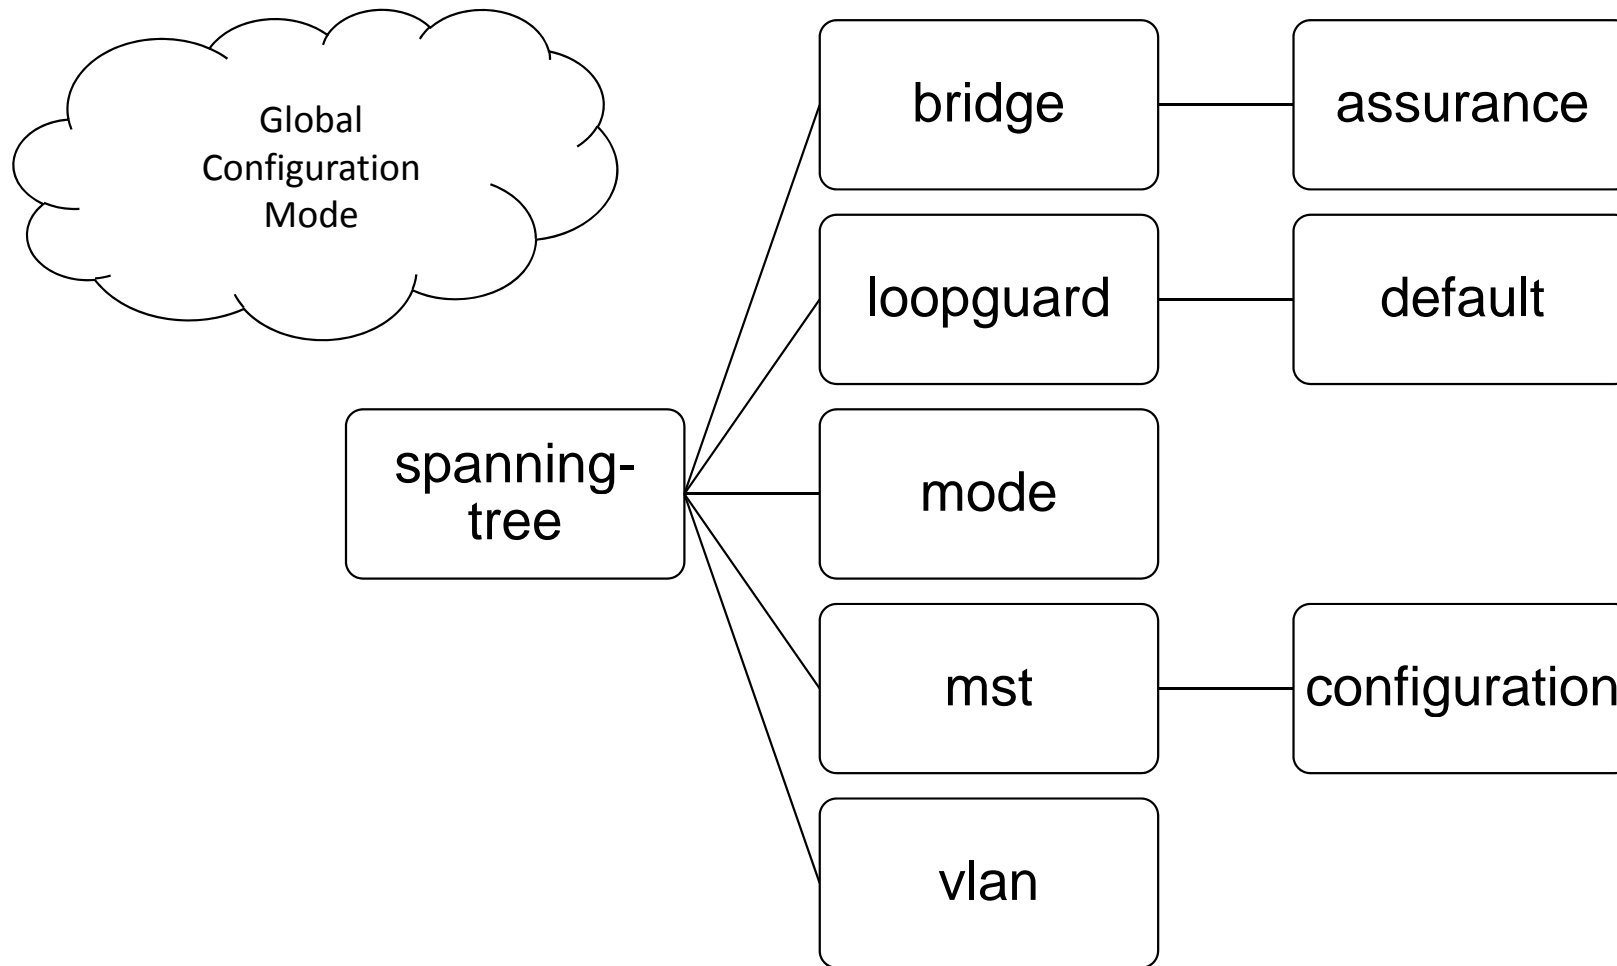 Global
Configuration
Mode
bridge
assurance
loopguard
default
spanning-
tree
mode
mst
configuration
vlan